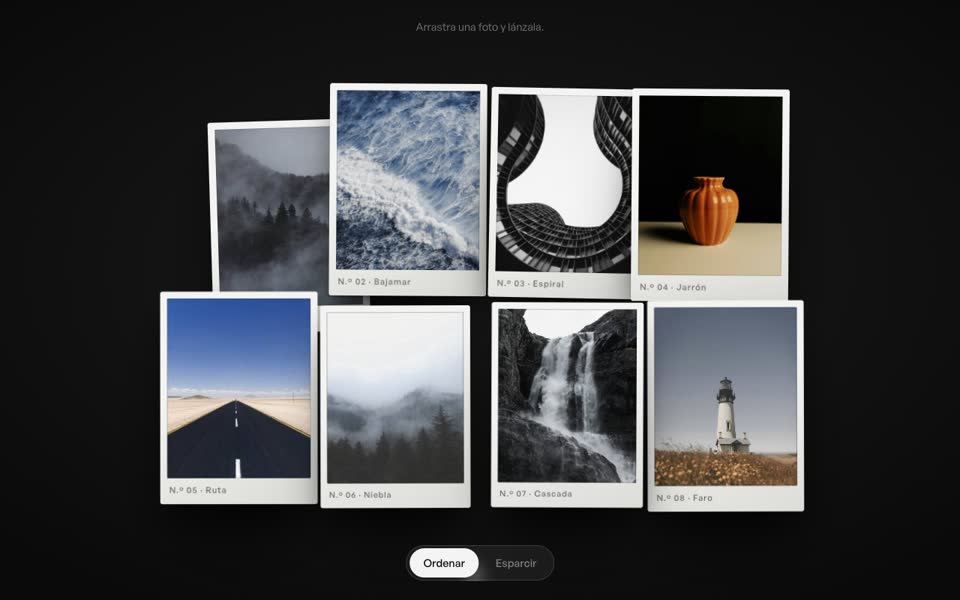 Arrastra una foto y lánzala.
N.º 02 · Bajamar
N.º 03 · Espiral
N.º 04 · Jarrón
N.º 05 · Ruta
N.º 06 · Niebla
N.º 07 · Cascada
N.º 08 · Faro
Ordenar
Esparcir